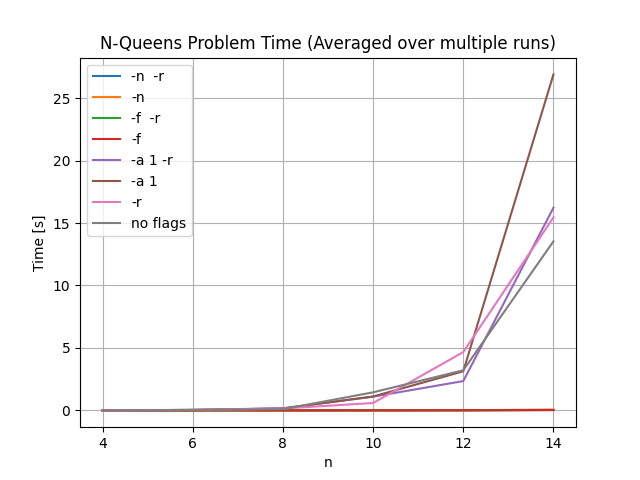 N-Queens Problem Time (Averaged over multiple runs)
-n  -r
-n
-f  -r
-f
-a 1 -r
-a 1
-r
no flags
Time [s]
25
20
15
10
5
0
4
6
8
10
12
14
n